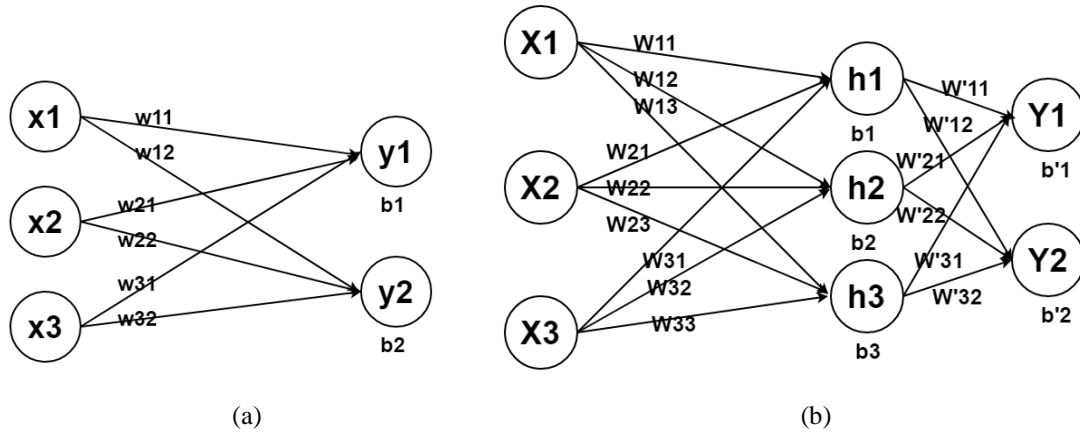 x1
x2
x3
w11
w12
w21
w22
w31
w32
y1
b1
y2
b2
(a)
X1
X2
X3
W11
W12
W13
W21
W22
W23
W31
W32
W33
h1
b1
h2
b2
h3
b3
W'11
W'12
W'21
W'22
W'31
W'32
Y1
b'1
Y2
b'2
(b)